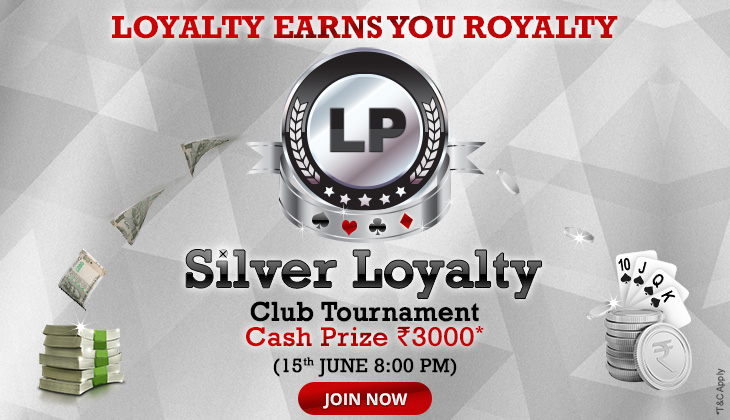 LOYALTY EARNS YOU ROYALTY
LP
Silver Loyalty
Club Tournament
Cash Prize ₹3000*
(15th JUNE 8:00 PM)
JOIN NOW
10 J Q K
₹
*T&C Apply